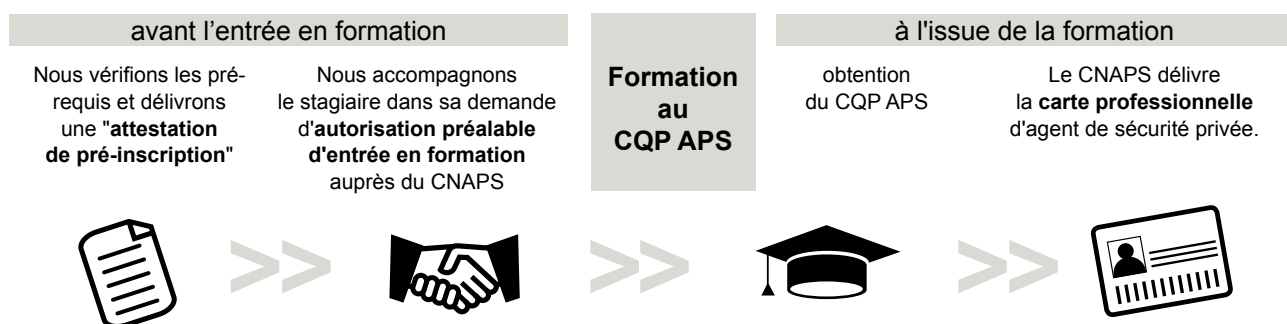 avant l'entrée en formation
Nous vérifions les pré-
requis et délivrons
une "attestation
de pré-inscription"
Nous accompagnons
le stagiaire dans sa demande
d'autorisation préalable
d'entrée en formation
auprès du CNAPS
Formation
au
CQP APS
à l'issue de la formation
obtention
du CQP APS
Le CNAPS délivre
la carte professionnelle
d'agent de sécurité privée.